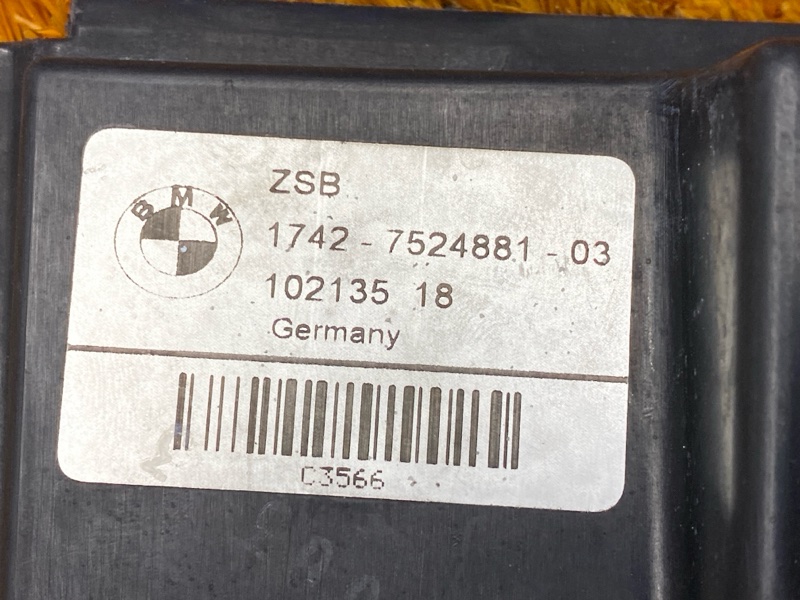 BMW
ZSB
1742 - 7524881 - 03
102135 18
Germany
C3566